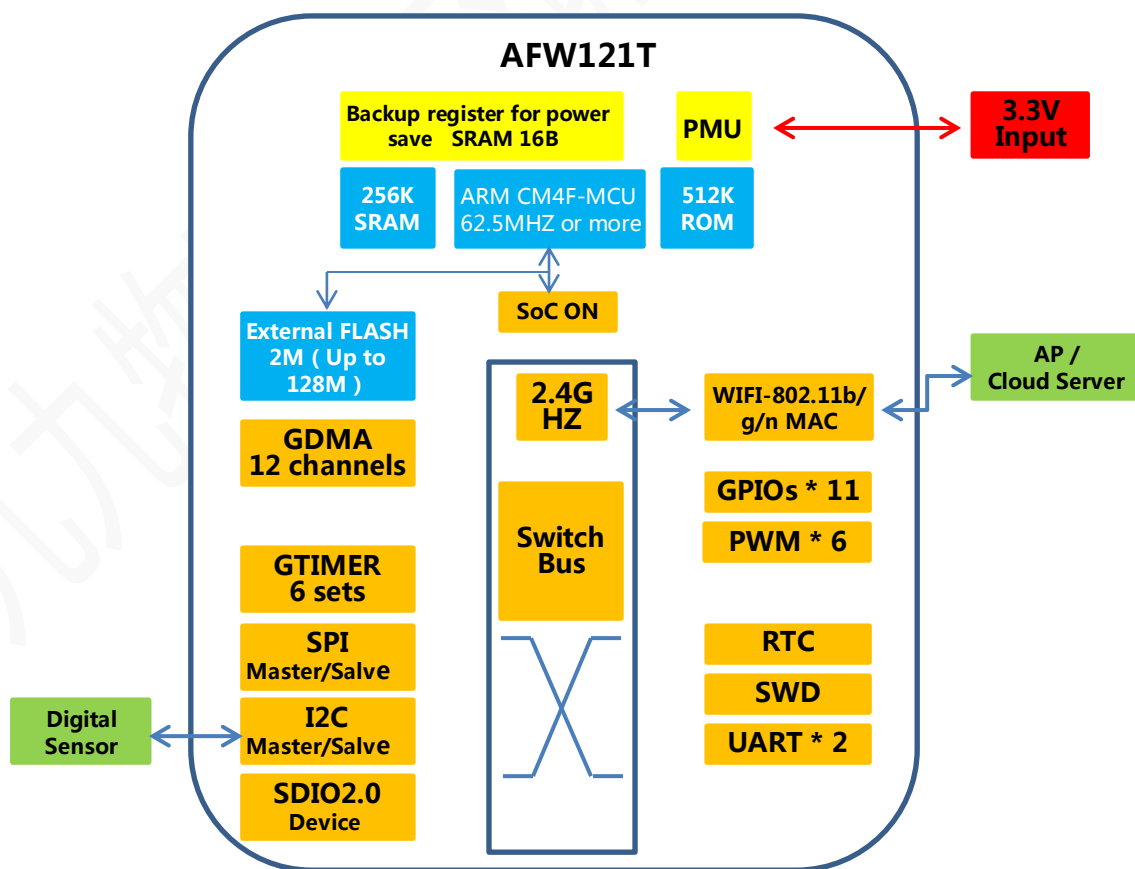 AFW121T
Backup register for power
save SRAM 16B
PMU
3.3V
Input
256K
SRAM
ARM CM4F-MCU
62.5MHZ or more
512K
ROM
SoC ON
External FLASH
2M ( Up to
128M )
2.4G
HZ
WIFI-802.11b/
g/n MAC
AP /
Cloud Server
GDMA
12 channels
GPIOs * 11
Switch
Bus
PWM * 6
GTIMER
6 sets
SPI
Master/Salve
RTC
SWD
Digital
Sensor
I2C
Master/Salve
UART * 2
SDIO2.0
Device